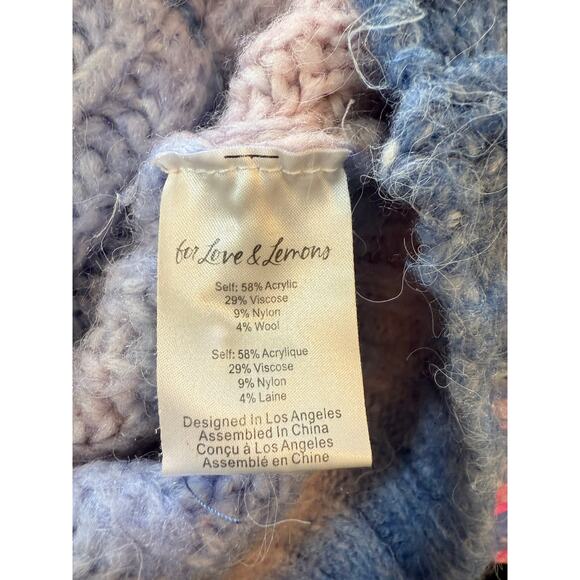 for Love & Lemons
Self: 58% Acrylic
29% Viscose
9% Nylon
4% Wool
Self: 58% Acrylique
29% Viscose
9% Nylon
4% Laine
Designed In Los Angeles
Assembled In China
Conçu à Los Angeles
Assemblé en Chine